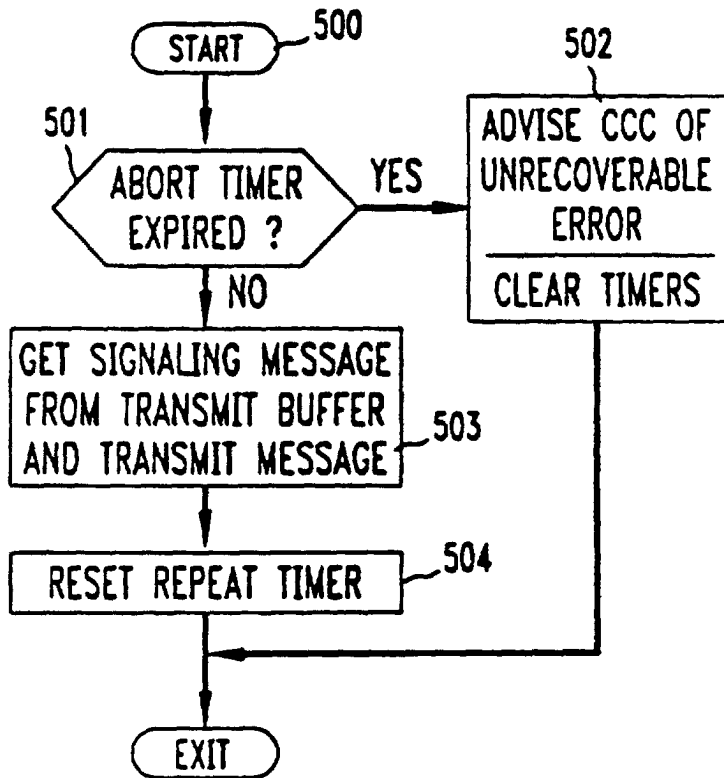 START
500
501
ABORT TIMER
EXPIRED ?
YES
502
ADVISE CCC OF
UNRECOVERABLE
ERROR
CLEAR TIMERS
NO
GET SIGNALING MESSAGE
FROM TRANSMIT BUFFER
AND TRANSMIT MESSAGE
503
RESET REPEAT TIMER
504
EXIT